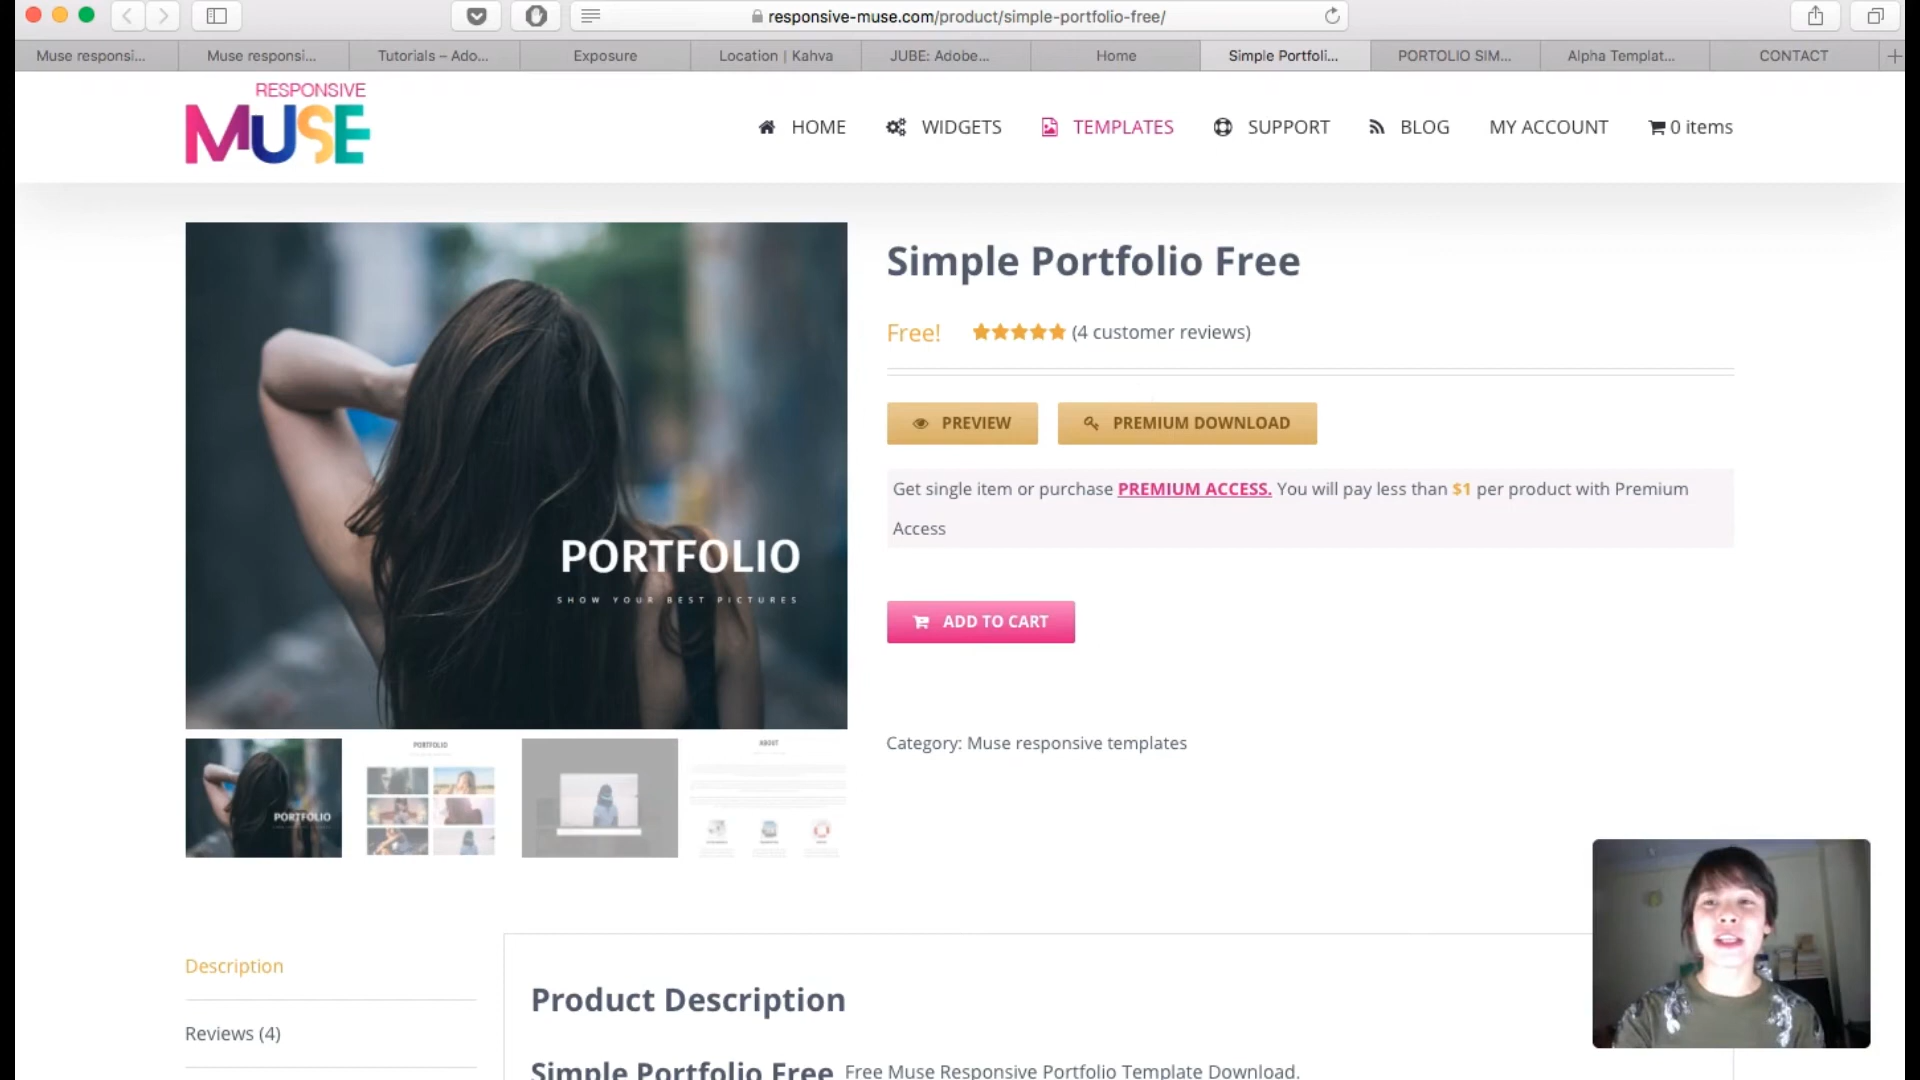 responsive-muse.com/product/simple-portfolio-free/
Muse responsi...
Muse responsi...
Tutorials – Ado...
Exposure
Location | Kahva
JUBE: Adobe...
Home
Simple Portfoli...
PORTOLIO SIM...
Alpha Templat...
CONTACT
RESPONSIVE
MUSE
HOME
WIDGETS
TEMPLATES
SUPPORT
BLOG
MY ACCOUNT
0 items
PORTFOLIO
SHOW YOUR BEST PICTURES
Simple Portfolio Free
Free! (4 customer reviews)
PREVIEW
PREMIUM DOWNLOAD
Get single item or purchase PREMIUM ACCESS. You will pay less than $1 per product with Premium
Access
ADD TO CART
Category: Muse responsive templates
PORTFOLIO
PORTFOLIO
ABOUT
Description
Reviews (4)
Product Description
Simple Portfolio Free Free Muse Responsive Portfolio Template Download.